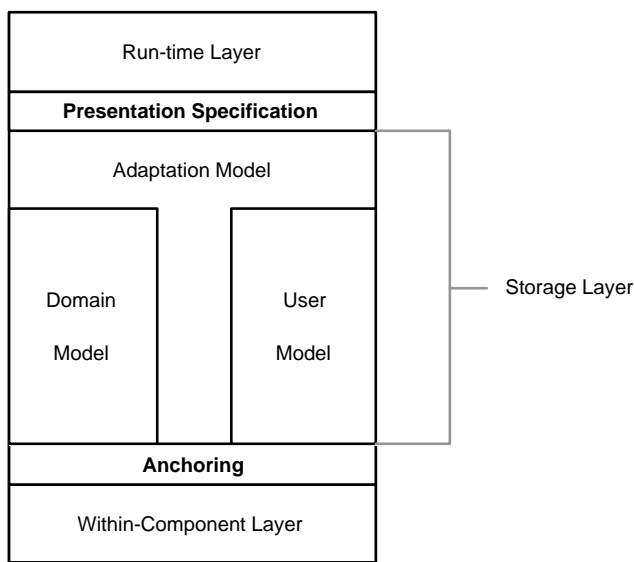 Run-time Layer
Presentation Specification
Adaptation Model
Domain
Model
User
Model
Storage Layer
Anchoring
Within-Component Layer